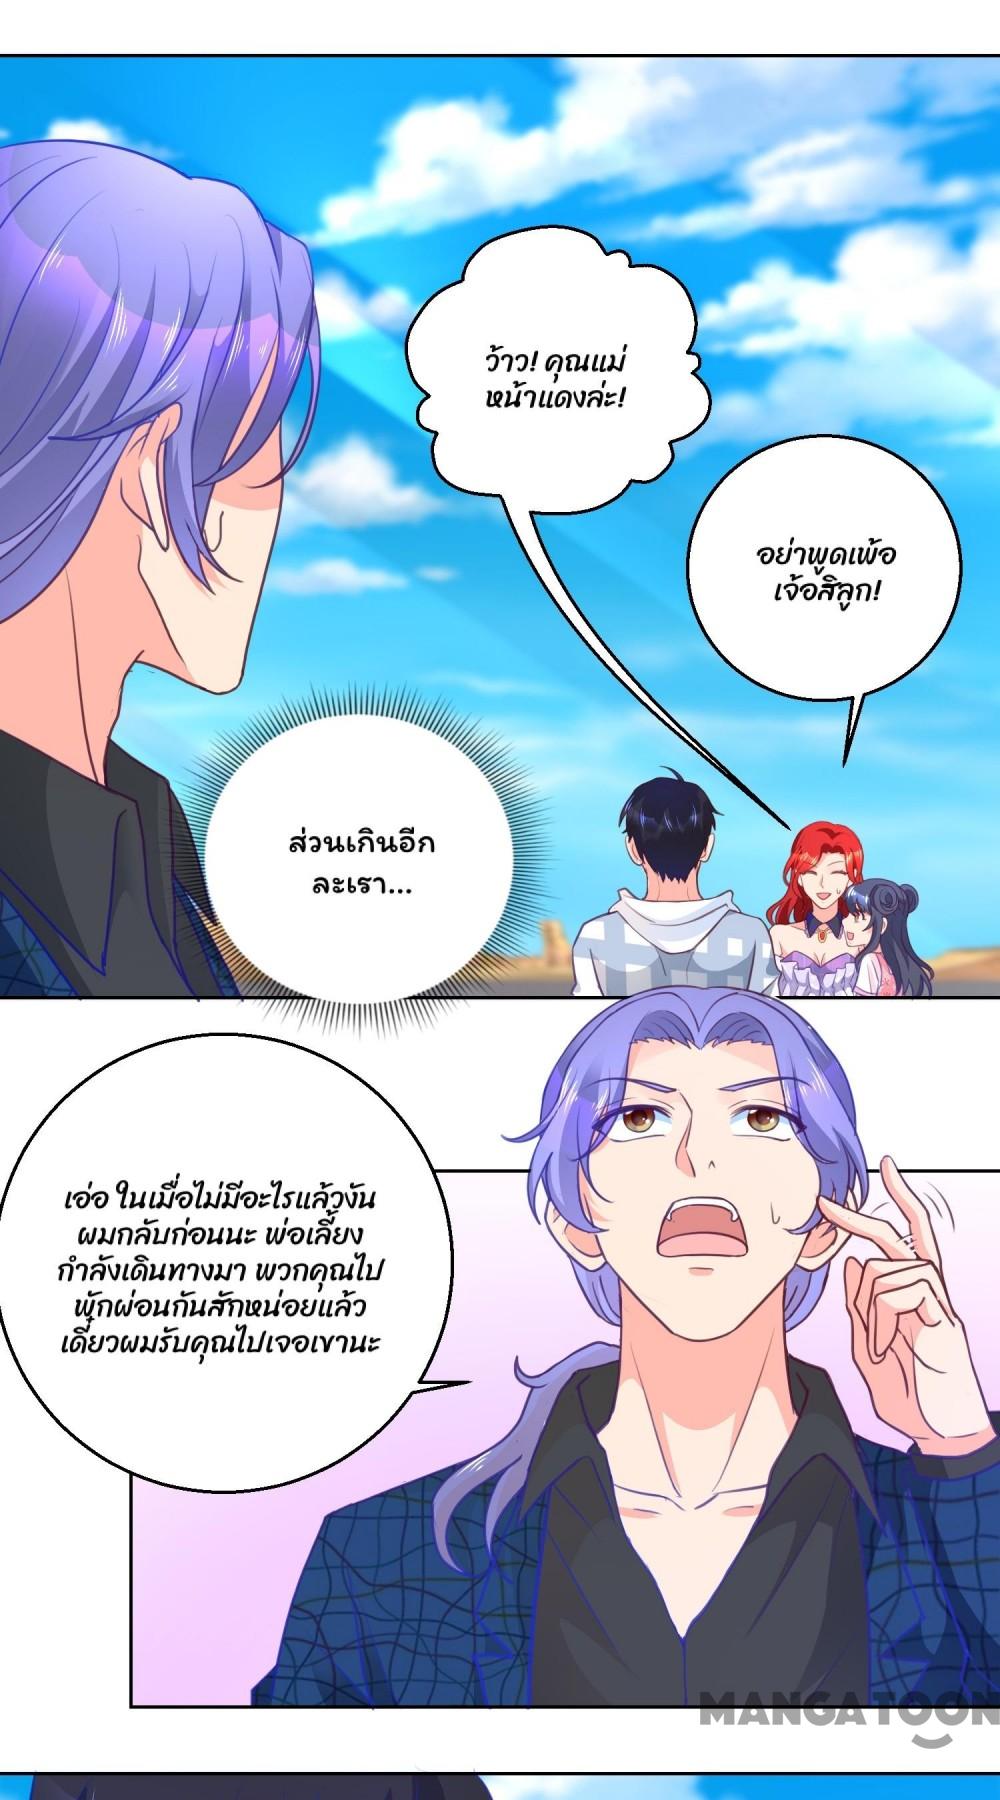 ว้าว! คุณแม่
หน้าแดงล่ะ!
อย่าพูดเพ้อ
เจ้อสิลูก!
ส่วนเกินอีก
ละเรา...
เอ่อ ในเมื่อไม่มีอะไรแล้วงั้น
ผมกลับก่อนนะ พ่อเลี้ยง
กำลังเดินทางมา พวกคุณไป
พักผ่อนกันสักหน่อยแล้ว
เดี๋ยวผมรับคุณไปเจอเขานะ
MANGATOON